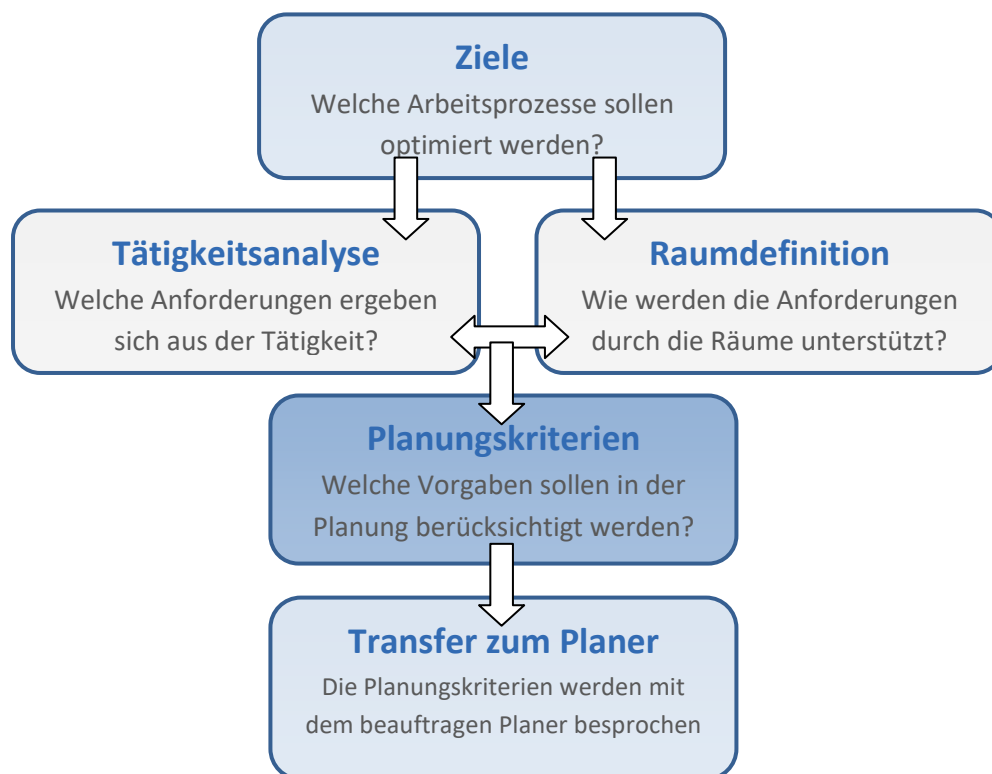 Ziele
Welche Arbeitsprozesse sollen
optimiert werden?
Tätigkeitsanalyse
Welche Anforderungen ergeben
sich aus der Tätigkeit?
Raumdefinition
Wie werden die Anforderungen
durch die Räume unterstützt?
Planungskriterien
Welche Vorgaben sollen in der
Planung berücksichtigt werden?
Transfer zum Planer
Die Planungskriterien werden mit
dem beauftragen Planer besprochen